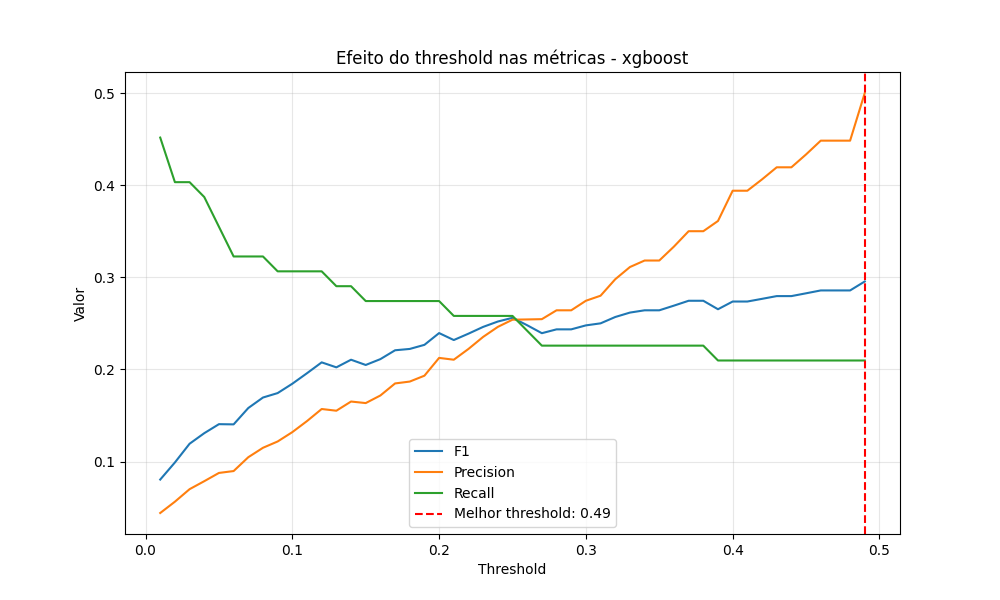 Efeito do threshold nas métricas - xgboost
Valor
0.5
0.4
0.3
0.2
0.1
F1
Precision
Recall
Melhor threshold: 0.49
0.0
0.1
0.2
0.3
0.4
0.5
Threshold